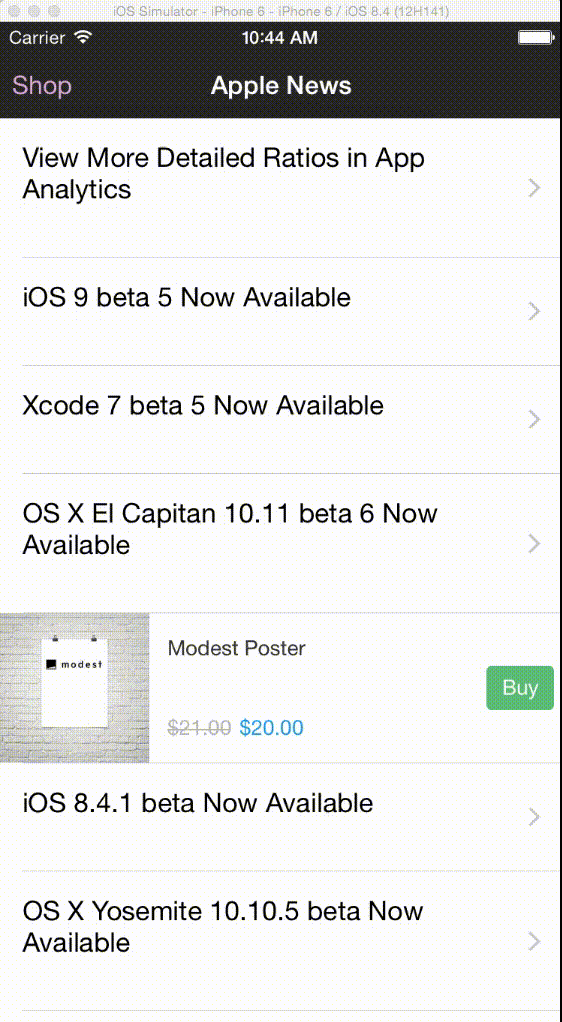 iOS Simulator - iPhone 6 - iPhone 6 / iOS 8.4 (12H141)
Carrier 10:44 AM
Shop Apple News
View More Detailed Ratios in App
Analytics
iOS 9 beta 5 Now Available
Xcode 7 beta 5 Now Available
OS X El Capitan 10.11 beta 6 Now
Available
modest
Modest Poster
Buy
$21.00 $20.00
iOS 8.4.1 beta Now Available
OS X Yosemite 10.10.5 beta Now
Available